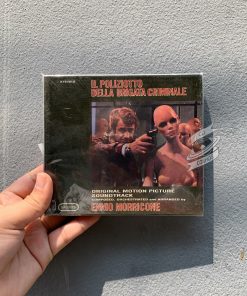 STEREO
IL POLIZIOTTO
DELLA BRIGATA CRIMINALE
ORIGINAL MOTION PICTURE
SOUNDTRACK
COMPOSED, ORCHESTRATED and ARRANGED by
ENNIO MORRICONE